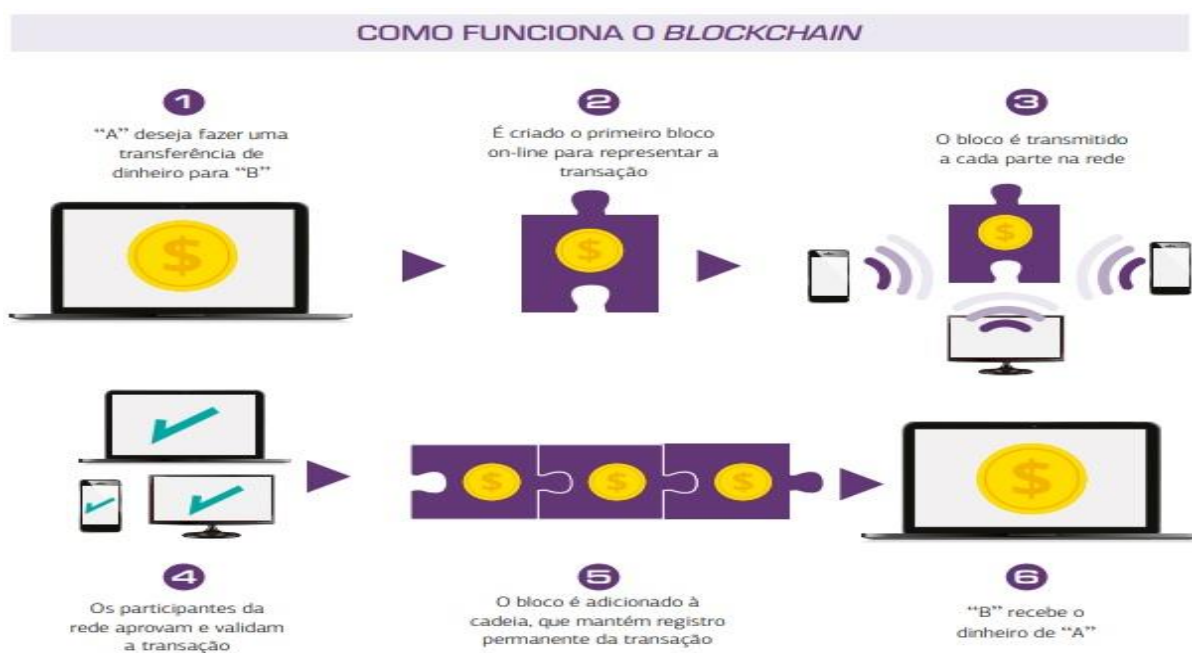 COMO FUNCIONA O BLOCKCHAIN
1
“A” deseja fazer uma
transferência de
dinheiro para “B”
$
2
É criado o primeiro bloco
on-line para representar a
transação
$
3
O bloco é transmitido
a cada parte na rede
$
4
Os participantes da
rede aprovam e validam
a transação
$ $ $
5
O bloco é adicionado à
cadeia, que mantém registro
permanente da transação
$
6
“B” recebe o
dinheiro de “A”